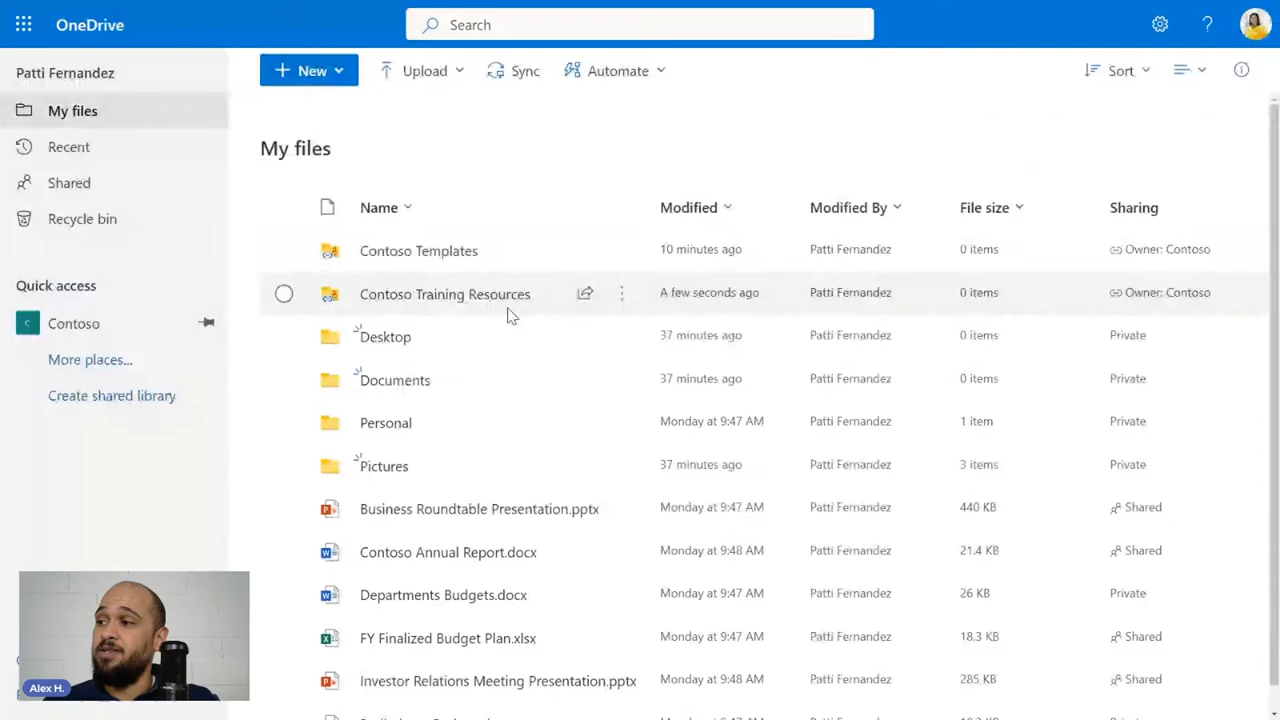 OneDrive
Search
Patti Fernandez
My files
Recent
Shared
Recycle bin
Quick access
Contoso
More places...
Create shared library
New
Upload
Sync
Automate
Sort
My files
Name Modified Modified By File size Sharing
Contoso Templates 10 minutes ago Patti Fernandez 0 items Owner: Contoso
Contoso Training Resources A few seconds ago Patti Fernandez 0 items Owner: Contoso
Desktop 37 minutes ago Patti Fernandez 0 items Private
Documents 37 minutes ago Patti Fernandez 0 items Private
Personal Monday at 9:47 AM Patti Fernandez 1 item Private
Pictures 37 minutes ago Patti Fernandez 3 items Private
Business Roundtable Presentation.pptx Monday at 9:47 AM Patti Fernandez 440 KB Shared
Contoso Annual Report.docx Monday at 9:48 AM Patti Fernandez 21.4 KB Shared
Departments Budgets.docx Monday at 9:47 AM Patti Fernandez 26 KB Private
FY Finalized Budget Plan.xlsx Monday at 9:47 AM Patti Fernandez 18.3 KB Shared
Investor Relations Meeting Presentation.pptx Monday at 9:48 AM Patti Fernandez 285 KB Shared
Alex H.